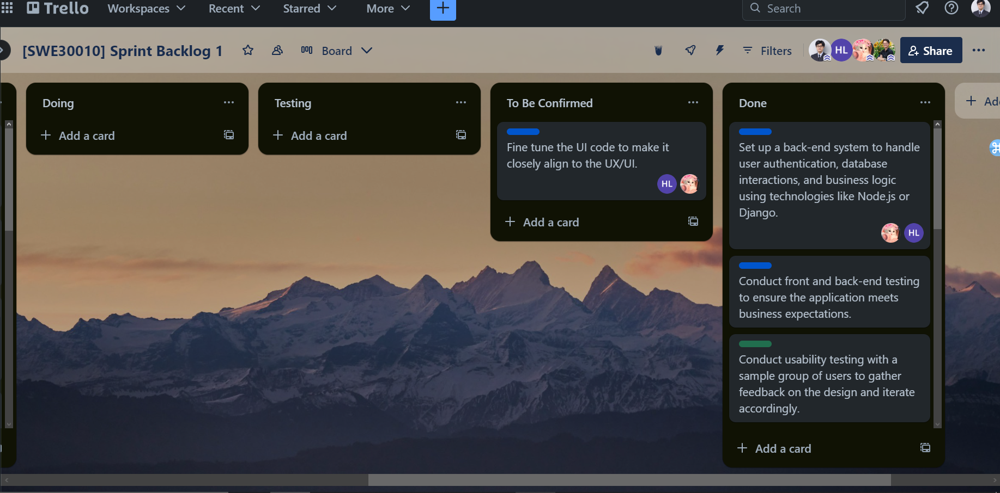 Trello
Workspaces
Recent
Starred
More
Search
[SWE30010] Sprint Backlog 1
Board
Filters
HL
Share
Doing
Add a card
Testing
Add a card
To Be Confirmed
Fine tune the UI code to make it
closely align to the UX/UI.
HL
Add a card
Done
Set up a back-end system to handle
user authentication, database
interactions, and business logic
using technologies like Node.js or
Django.
HL
Conduct front and back-end testing
to ensure the application meets
business expectations.
Conduct usability testing with a
sample group of users to gather
feedback on the design and iterate
accordingly.
Add a card